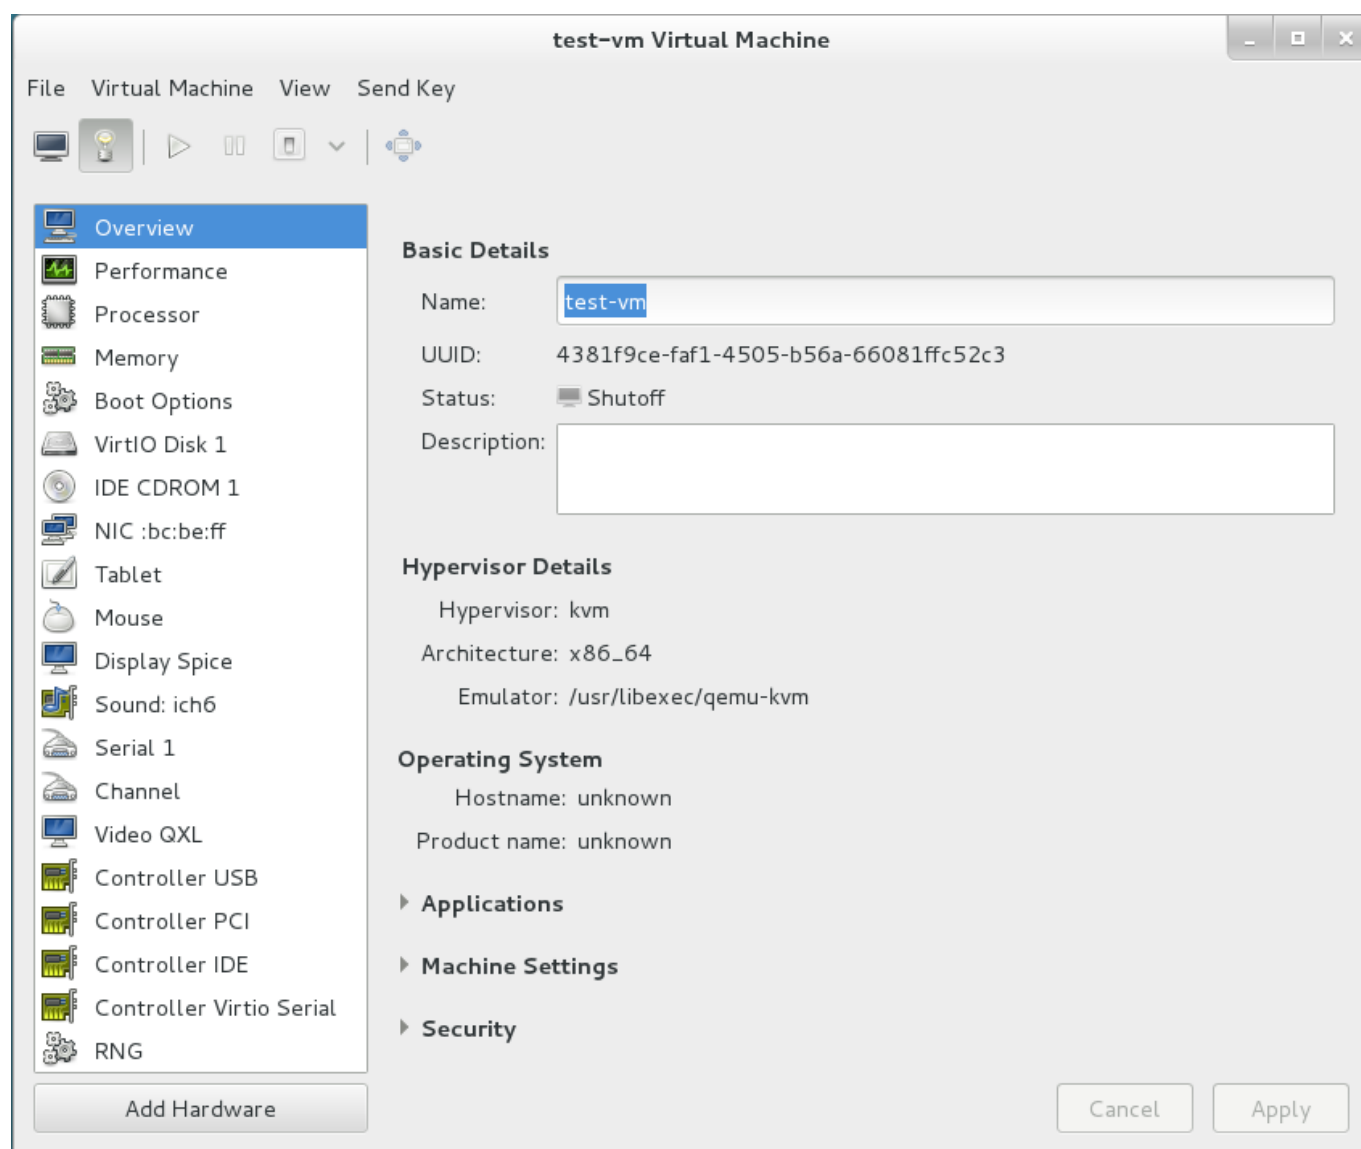 test-vm Virtual Machine
File Virtual Machine View Send Key
Overview
Performance
Processor
Memory
Boot Options
VirtIO Disk 1
IDE CDROM 1
NIC :bc:be:ff
Tablet
Mouse
Display Spice
Sound: ich6
Serial 1
Channel
Video QXL
Controller USB
Controller PCI
Controller IDE
Controller Virtio Serial
RNG
Add Hardware
Basic Details
Name: test-vm
UUID: 4381f9ce-faf1-4505-b56a-66081ffc52c3
Status: Shutoff
Description:
Hypervisor Details
Hypervisor: kvm
Architecture: x86_64
Emulator: /usr/libexec/qemu-kvm
Operating System
Hostname: unknown
Product name: unknown
Applications
Machine Settings
Security
Cancel Apply